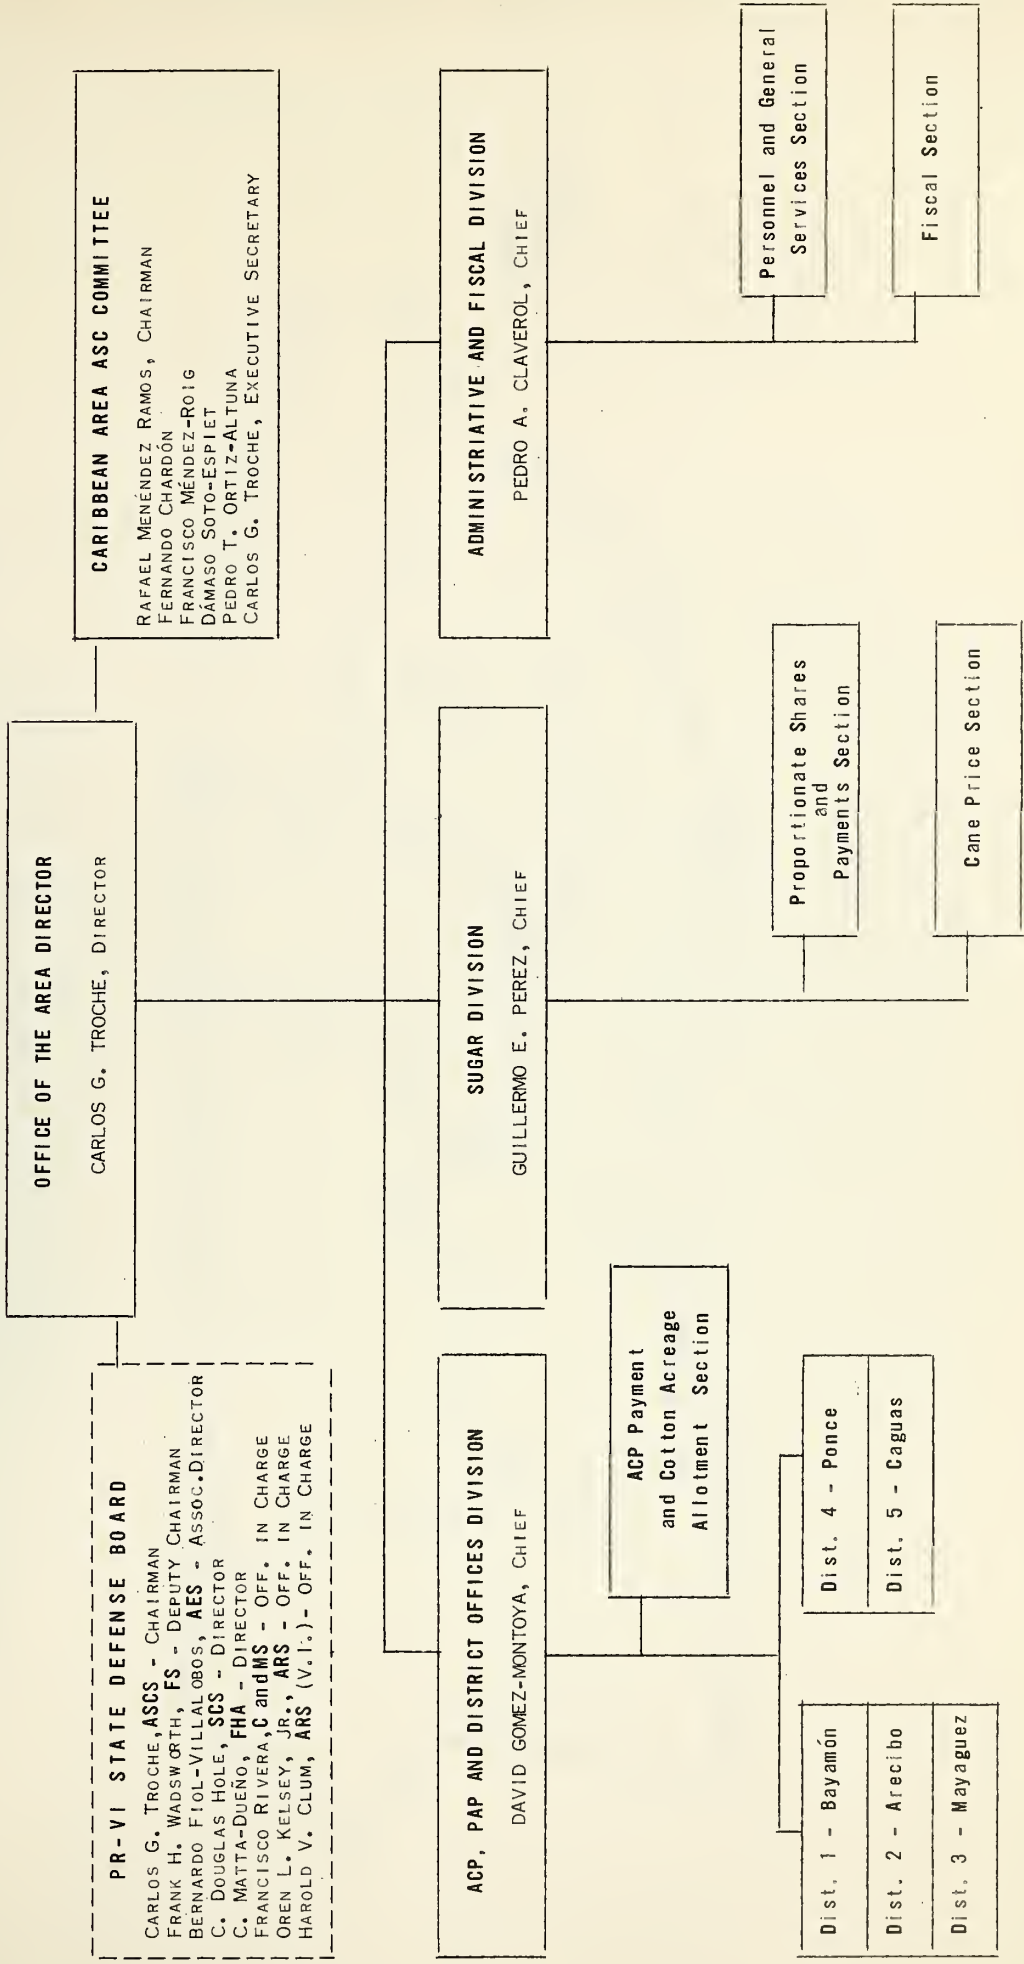 OFFICE OF THE AREA DIRECTOR
CARLOS G. TROCHE, DIRECTOR
PR-VI STATE DEFENSE BOARD
CARLOS G. TROCHE, ASCS - CHAIRMAN
FRANK H. WADSWORTH, FS - DEPUTY CHAIRMAN
BERNARDO FIOL-VILLALOBOS, AES - ASSOC.DIRECTOR
C. DOUGLAS HOLE, SCS - DIRECTOR
C. MATTA-DUEÑO, FHA - DIRECTOR
FRANCISCO RIVERA, C and MS - OFF. IN CHARGE
OREN L. KELSEY, JR., ARS - OFF. IN CHARGE
HAROLD V. CLUM, ARS (V.I.)- OFF. IN CHARGE
CARIBBEAN AREA ASC COMMITTEE
RAFAEL MENÉNDEZ RAMOS, CHAIRMAN
FERNANDO CHARDÓN
FRANCISCO MÉNDEZ-ROIG
DÁMASO SOTO-ESPIET
PEDRO T. ORTIZ-ALTUNA
CARLOS G. TROCHE, EXECUTIVE SECRETARY
ACP, PAP AND DISTRICT OFFICES DIVISION
DAVID GOMEZ-MONTOYA, CHIEF
SUGAR DIVISION
GUILLERMO E. PEREZ, CHIEF
ADMINISTRIATIVE AND FISCAL DIVISION
PEDRO A. CLAVEROL, CHIEF
ACP Payment
and Cotton Acreage
Allotment Section
Dist. 1 - Bayamón
Dist. 2 - Arecibo
Dist. 3 - Mayaguez
Dist. 4 - Ponce
Dist. 5 - Caguas
Proportionate Shares
and
Payments Section
Cane Price Section
Personnel and General
Services Section
Fiscal Section